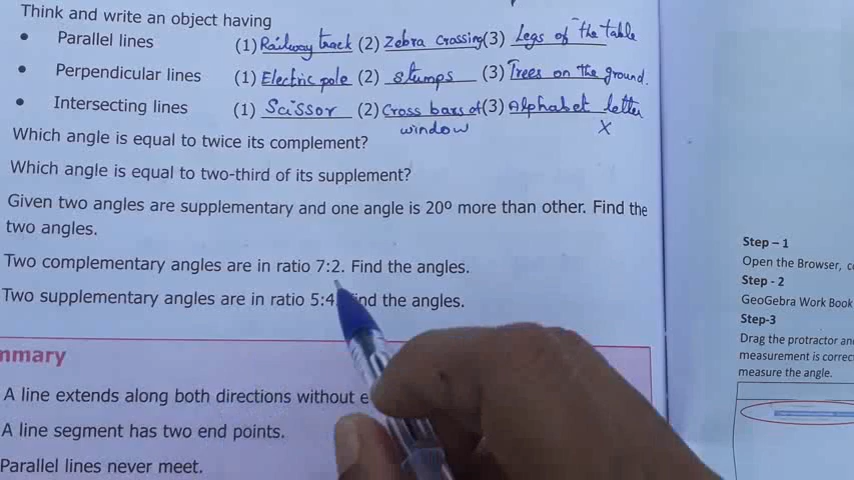 Think and write an object having
• Parallel lines (1) Railway track (2) Zebra crossing (3) Legs of the table
• Perpendicular lines (1) Electric pole (2) stumps (3) Trees on the ground.
• Intersecting lines (1) Scissor (2) Cross bars of (3) Alphabet letter
window X
Which angle is equal to twice its complement?
Which angle is equal to two-third of its supplement?
Given two angles are supplementary and one angle is 20º more than other. Find the
two angles.
Two complementary angles are in ratio 7:2. Find the angles.
Two supplementary angles are in ratio 5:4. Find the angles.
mmary
A line extends along both directions without e
A line segment has two end points.
Parallel lines never meet.
Step – 1
Open the Browser, c
Step - 2
GeoGebra Work Book
Step-3
Drag the protractor an
measurement is correc
measure the angle.